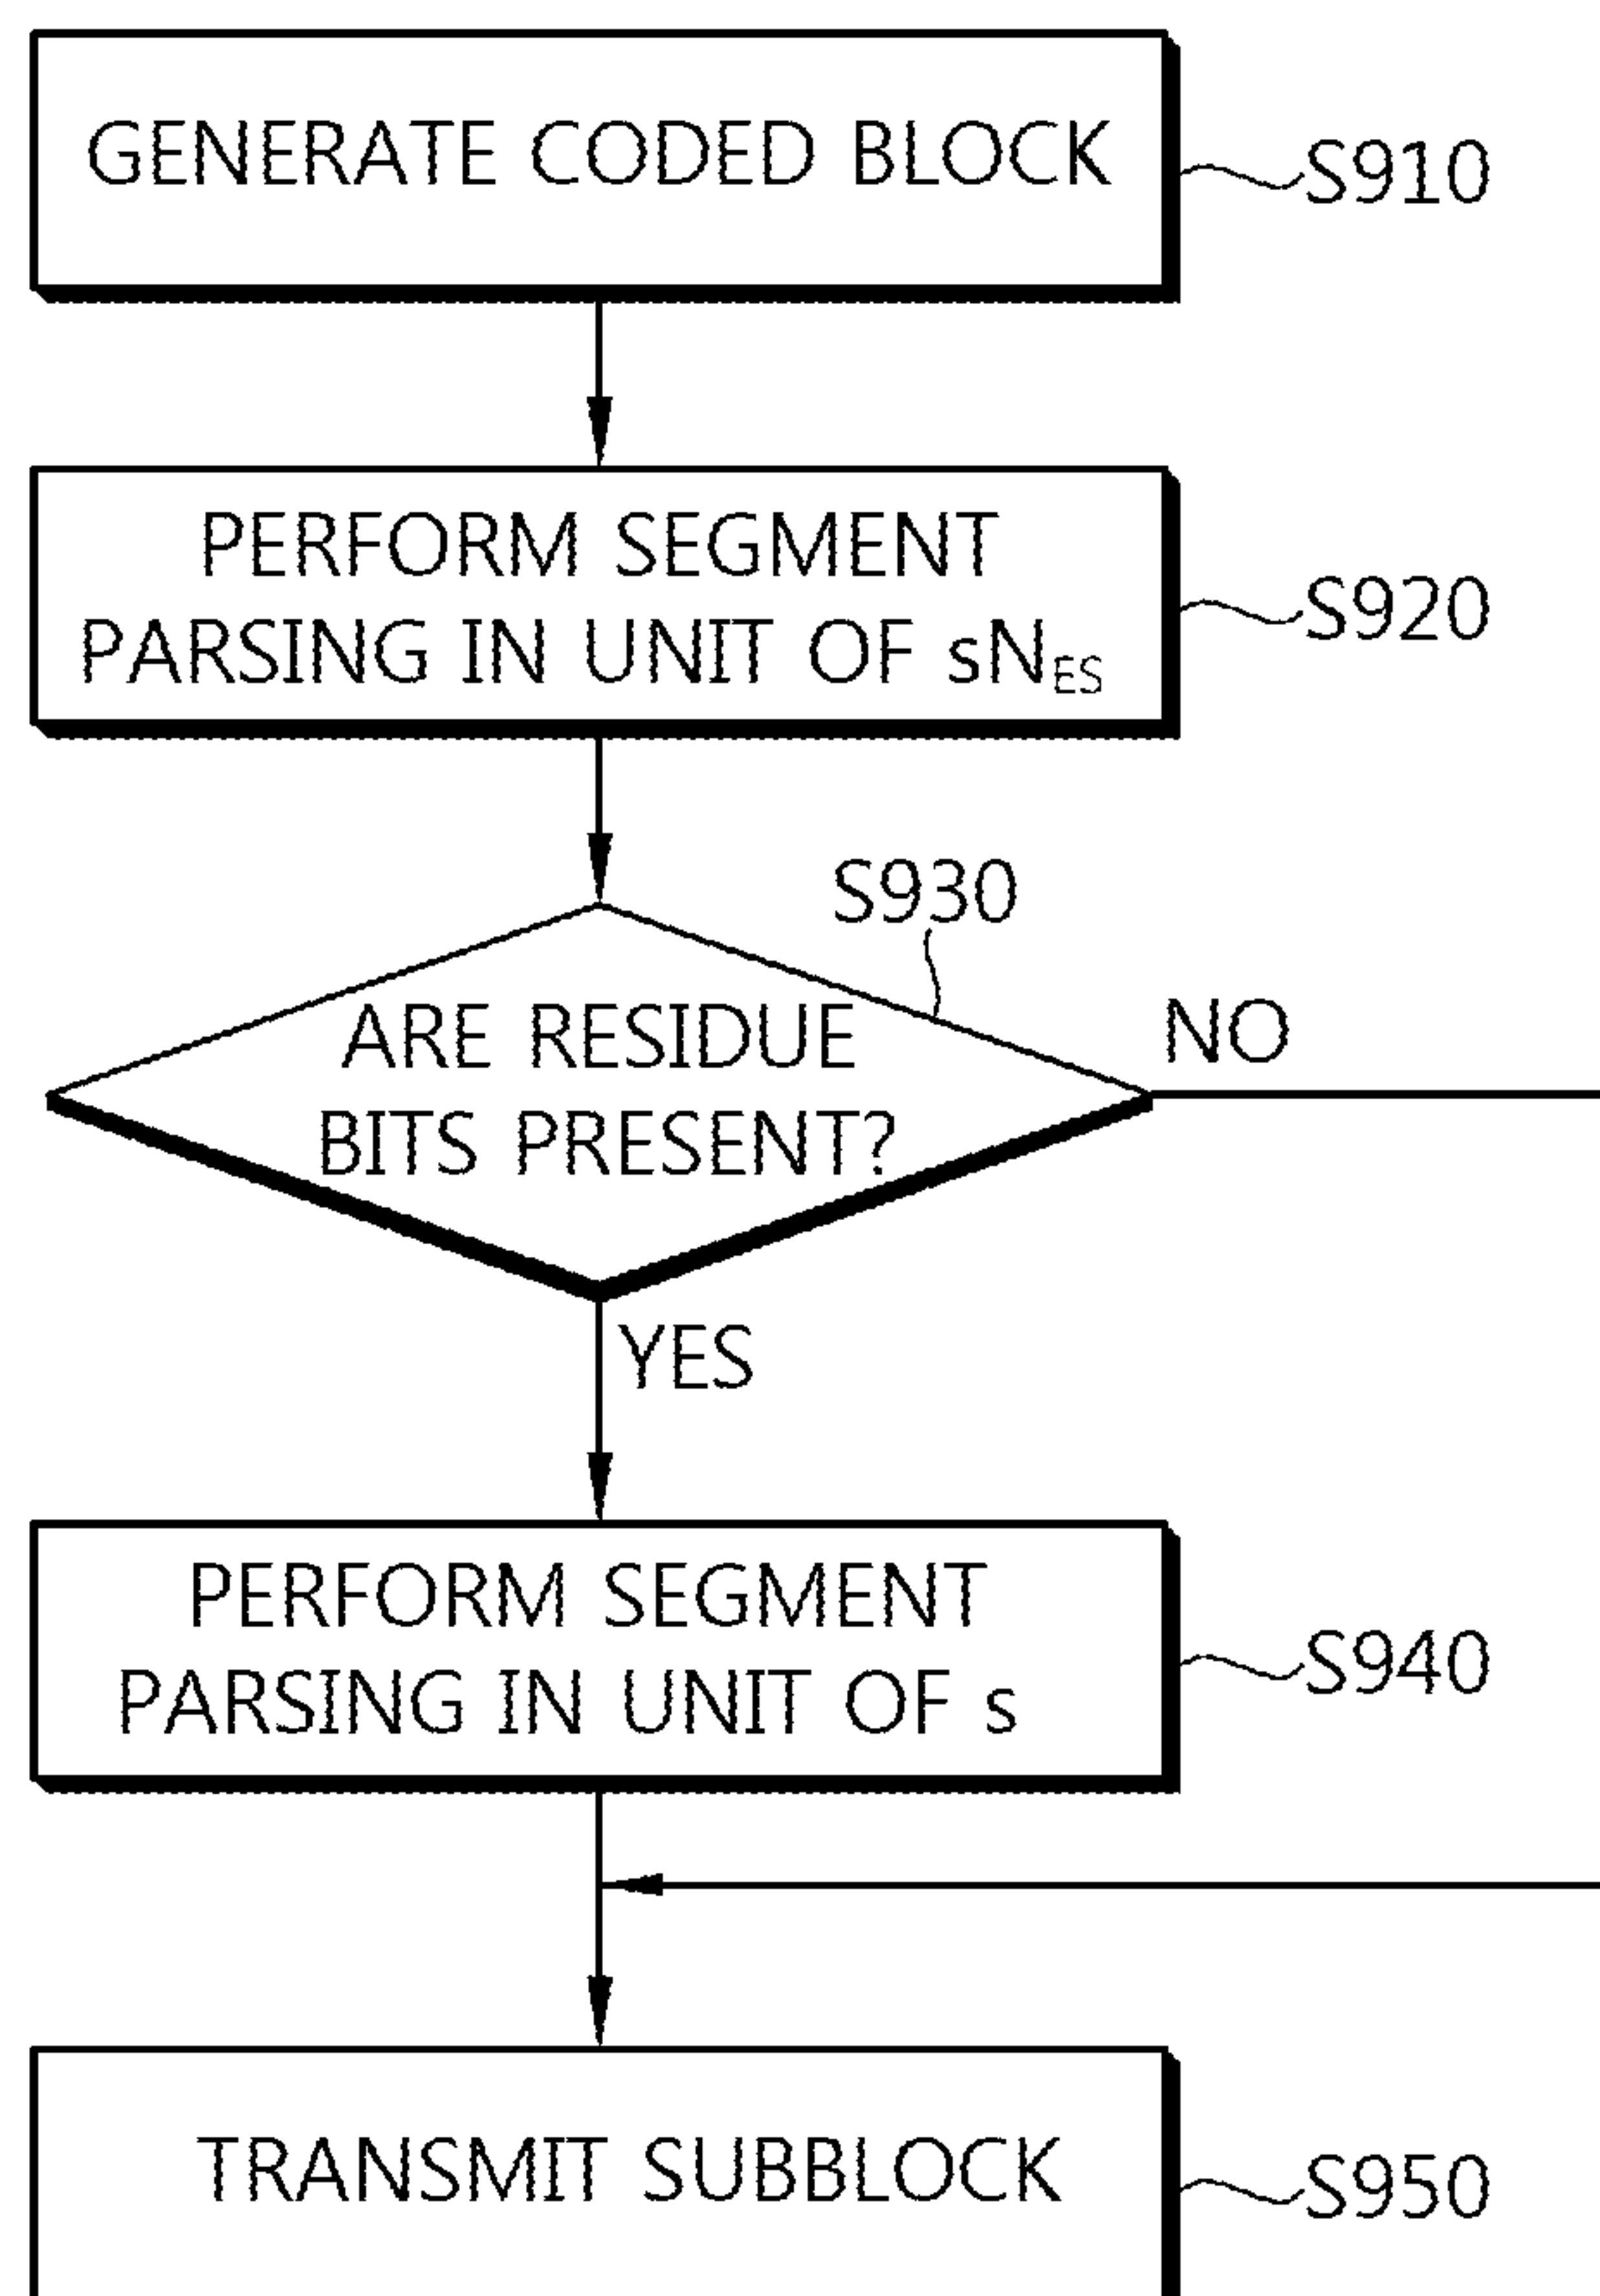 GENERATE CODED BLOCK
S910
PERFORM SEGMENT
PARSING IN UNIT OF sN_ES
S920
S930
ARE RESIDUE
BITS PRESENT?
NO
YES
PERFORM SEGMENT
PARSING IN UNIT OF s
S940
TRANSMIT SUBBLOCK
S950